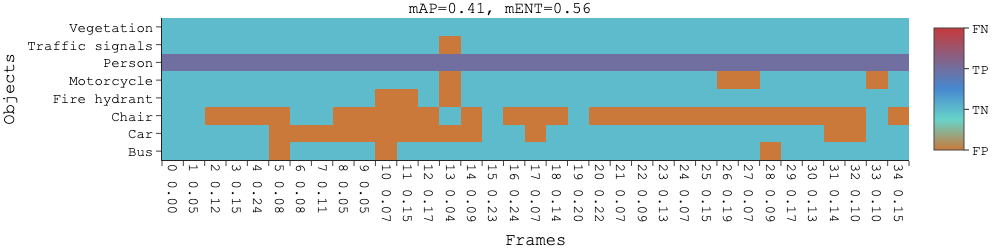 mAP=0.41, mENT=0.56
Objects
Vegetation
Traffic signals
Person
Motorcycle
Fire hydrant
Chair
Car
Bus
0 0.00
1 0.05
2 0.12
3 0.15
4 0.24
5 0.08
6 0.08
7 0.11
8 0.05
9 0.05
10 0.07
11 0.15
12 0.17
13 0.04
14 0.09
15 0.23
16 0.24
17 0.07
18 0.14
19 0.23
20 0.22
21 0.07
22 0.07
23 0.13
24 0.07
25 0.15
26 0.19
27 0.07
28 0.09
29 0.17
30 0.13
31 0.14
32 0.10
33 0.10
34 0.15
Frames
FN
TP
TN
FP